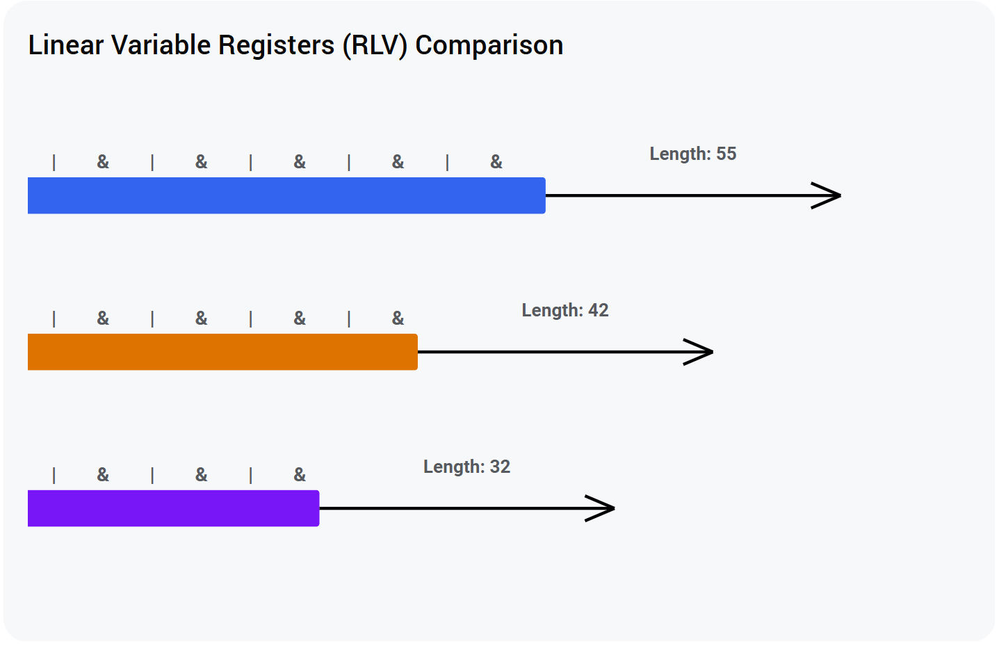 Linear Variable Registers (RLV) Comparison
| & | & | & | & | &
Length: 55
| & | & | & | &
Length: 42
| & | & | &
Length: 32